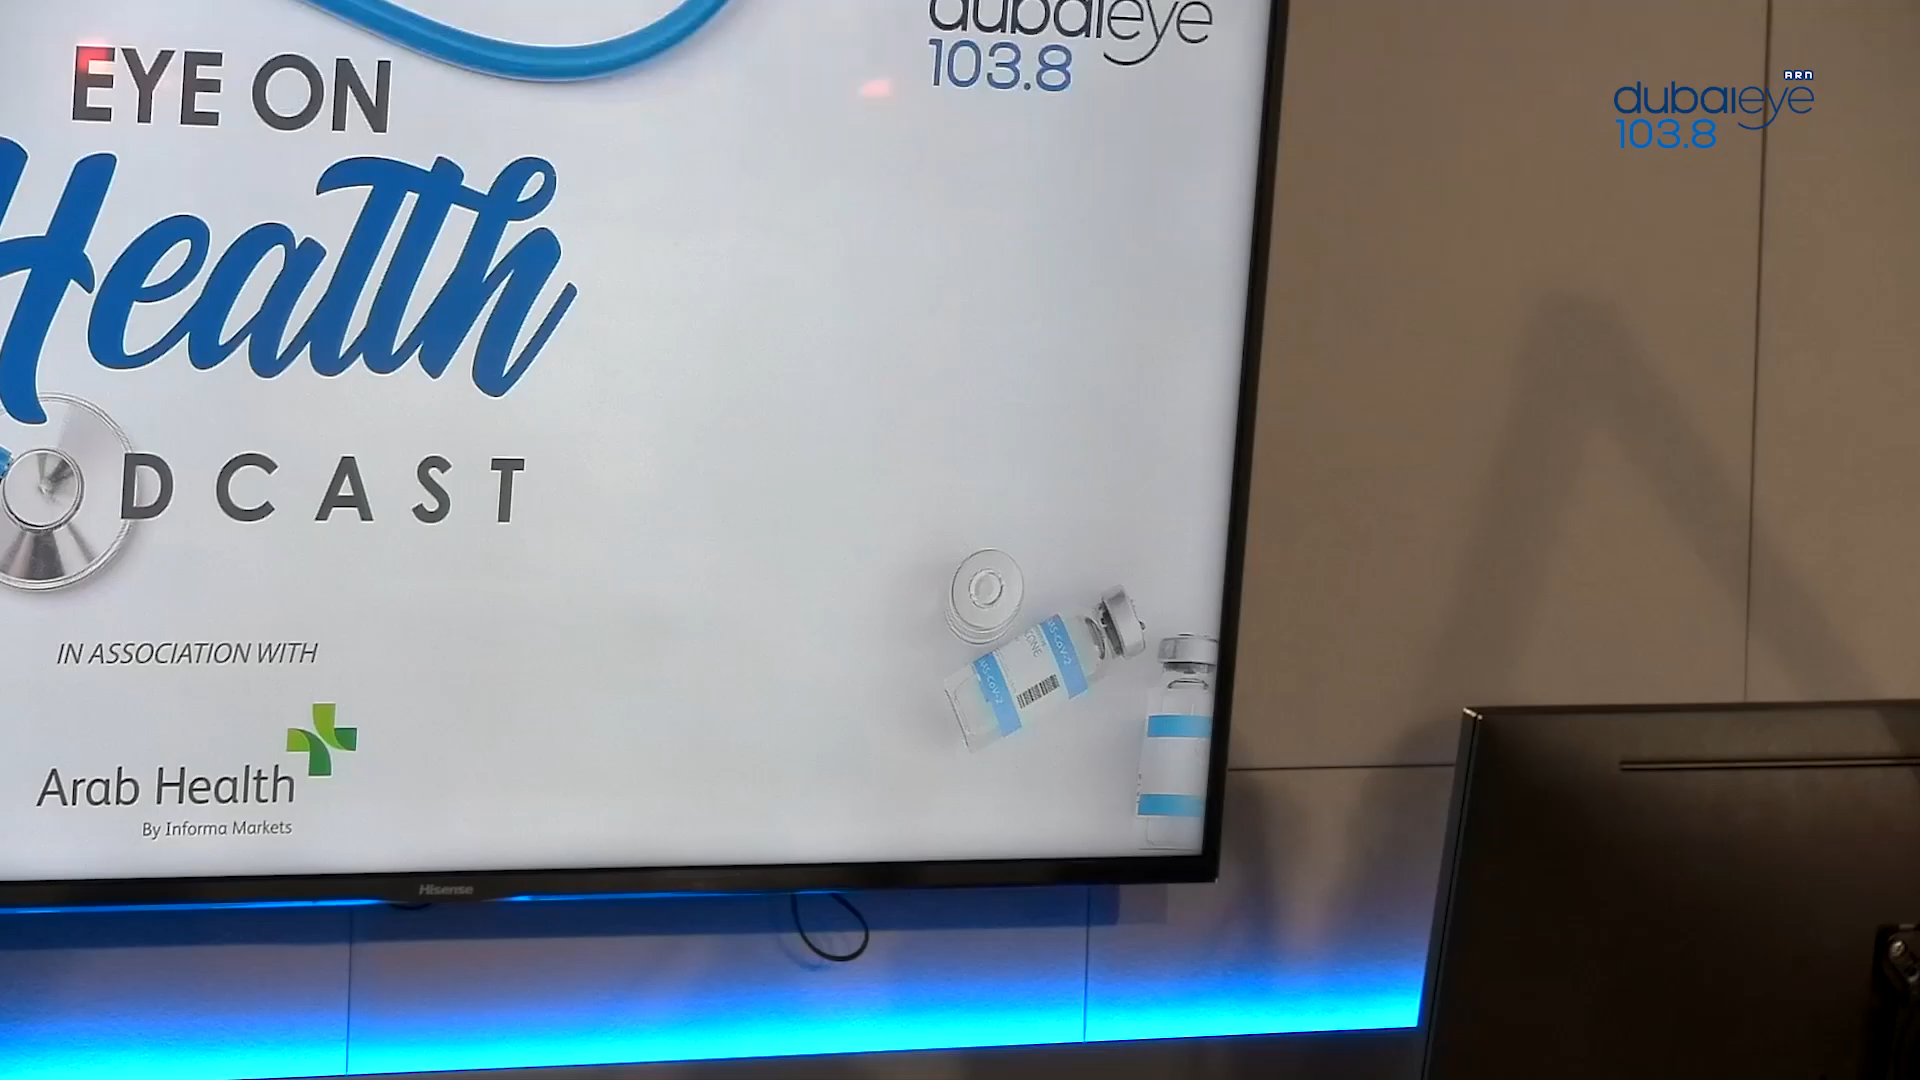 dubaieye
103.8
EYE ON
Health
DCAST
IN ASSOCIATION WITH
Arab Health
By Informa Markets
Hisense
ARN
dubaieye
103.8